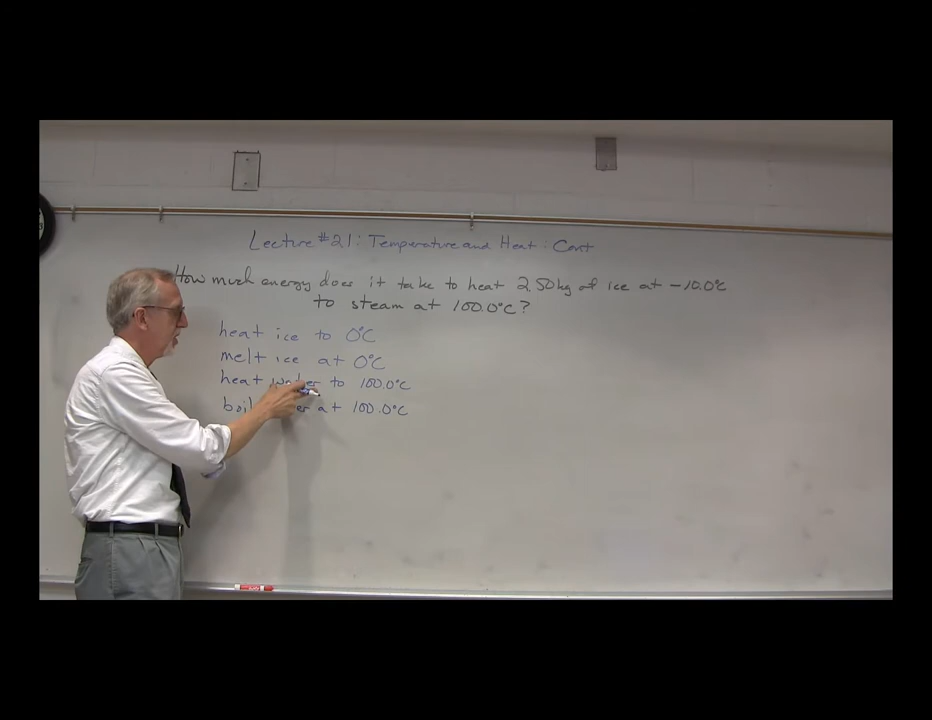 Lecture #21: Temperature and Heat: Cont
How much energy does it take to heat 2.50kg of ice at -10.0°C
to steam at 100.0°C?
heat ice to 0°C
melt ice at 0°C
heat water to 100.0°C
at 100.0°C